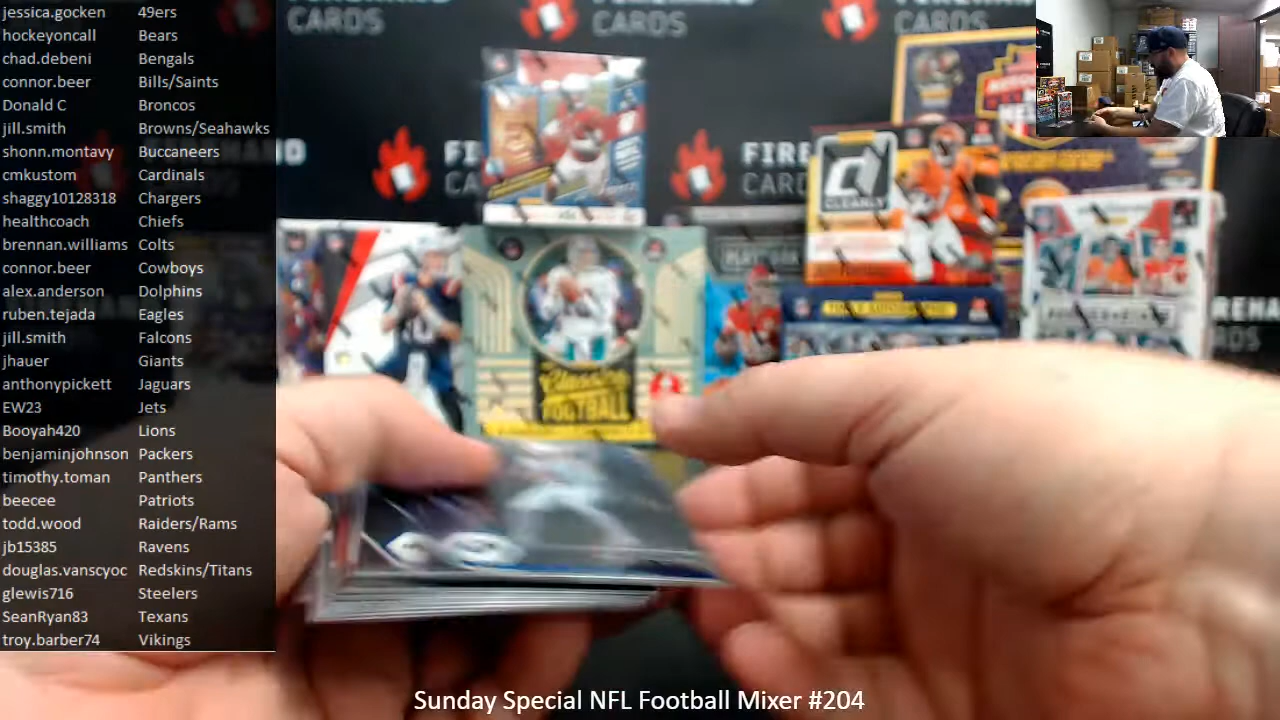 jessica.gocken 49ers
hockeyoncall Bears
chad.debeni Bengals
connor.beer Bills/Saints
Donald C Broncos
jill.smith Browns/Seahawks
shonn.montavy Buccaneers
cmkustom Cardinals
shaggy10128318 Chargers
healthcoach Chiefs
brennan.williams Colts
connor.beer Cowboys
alex.anderson Dolphins
ruben.tejada Eagles
jill.smith Falcons
jhauer Giants
anthonypickett Jaguars
EW23 Jets
Booyah420 Lions
benjaminjohnson Packers
timothy.toman Panthers
beecee Patriots
todd.wood Raiders/Rams
jb15385 Ravens
douglas.vanscyoc Redskins/Titans
glewis716 Steelers
SeanRyan83 Texans
troy.barber74 Vikings
CARDS
CARDS
CARDS
FIRE
CARD
FOOTBALL
Sunday Special NFL Football Mixer #204